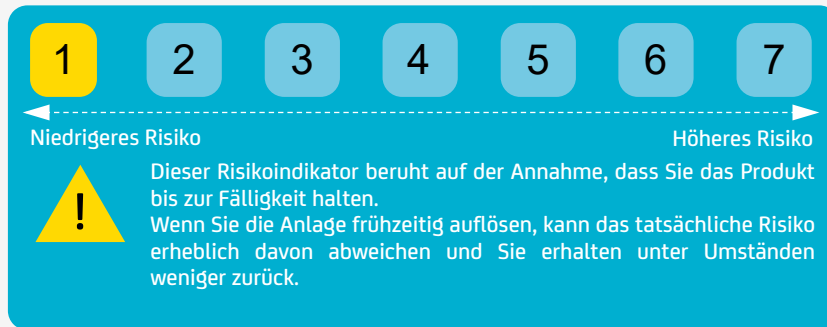 1 2 3 4 5 6 7
Niedrigeres Risiko Höheres Risiko
!
Dieser Risikoindikator beruht auf der Annahme, dass Sie das Produkt
bis zur Fälligkeit halten.
Wenn Sie die Anlage frühzeitig auflösen, kann das tatsächliche Risiko
erheblich davon abweichen und Sie erhalten unter Umständen
weniger zurück.